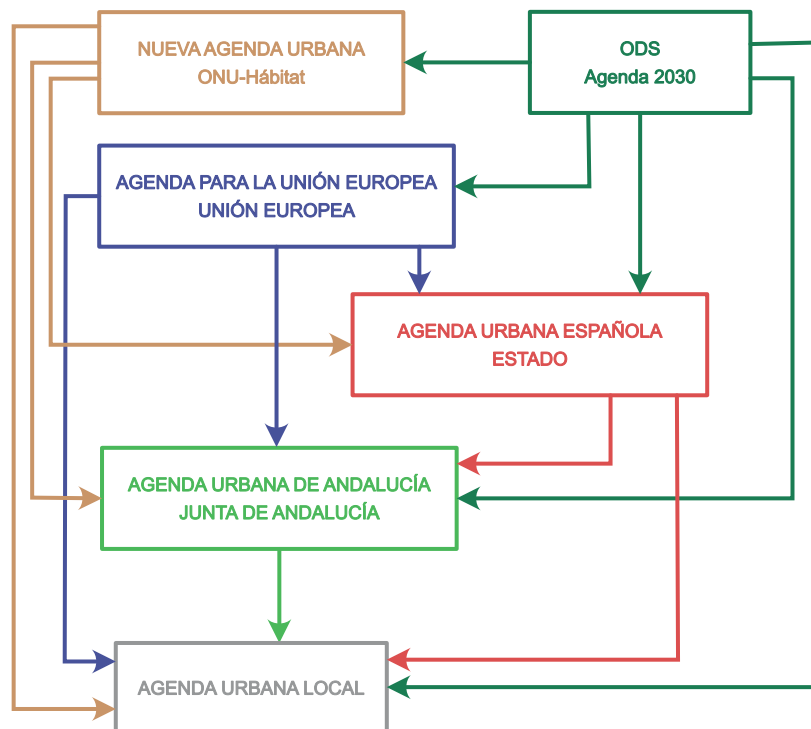 NUEVA AGENDA URBANA
ONU-Hábitat
ODS
Agenda 2030
AGENDA PARA LA UNIÓN EUROPEA
UNIÓN EUROPEA
AGENDA URBANA ESPAÑOLA
ESTADO
AGENDA URBANA DE ANDALUCÍA
JUNTA DE ANDALUCÍA
AGENDA URBANA LOCAL